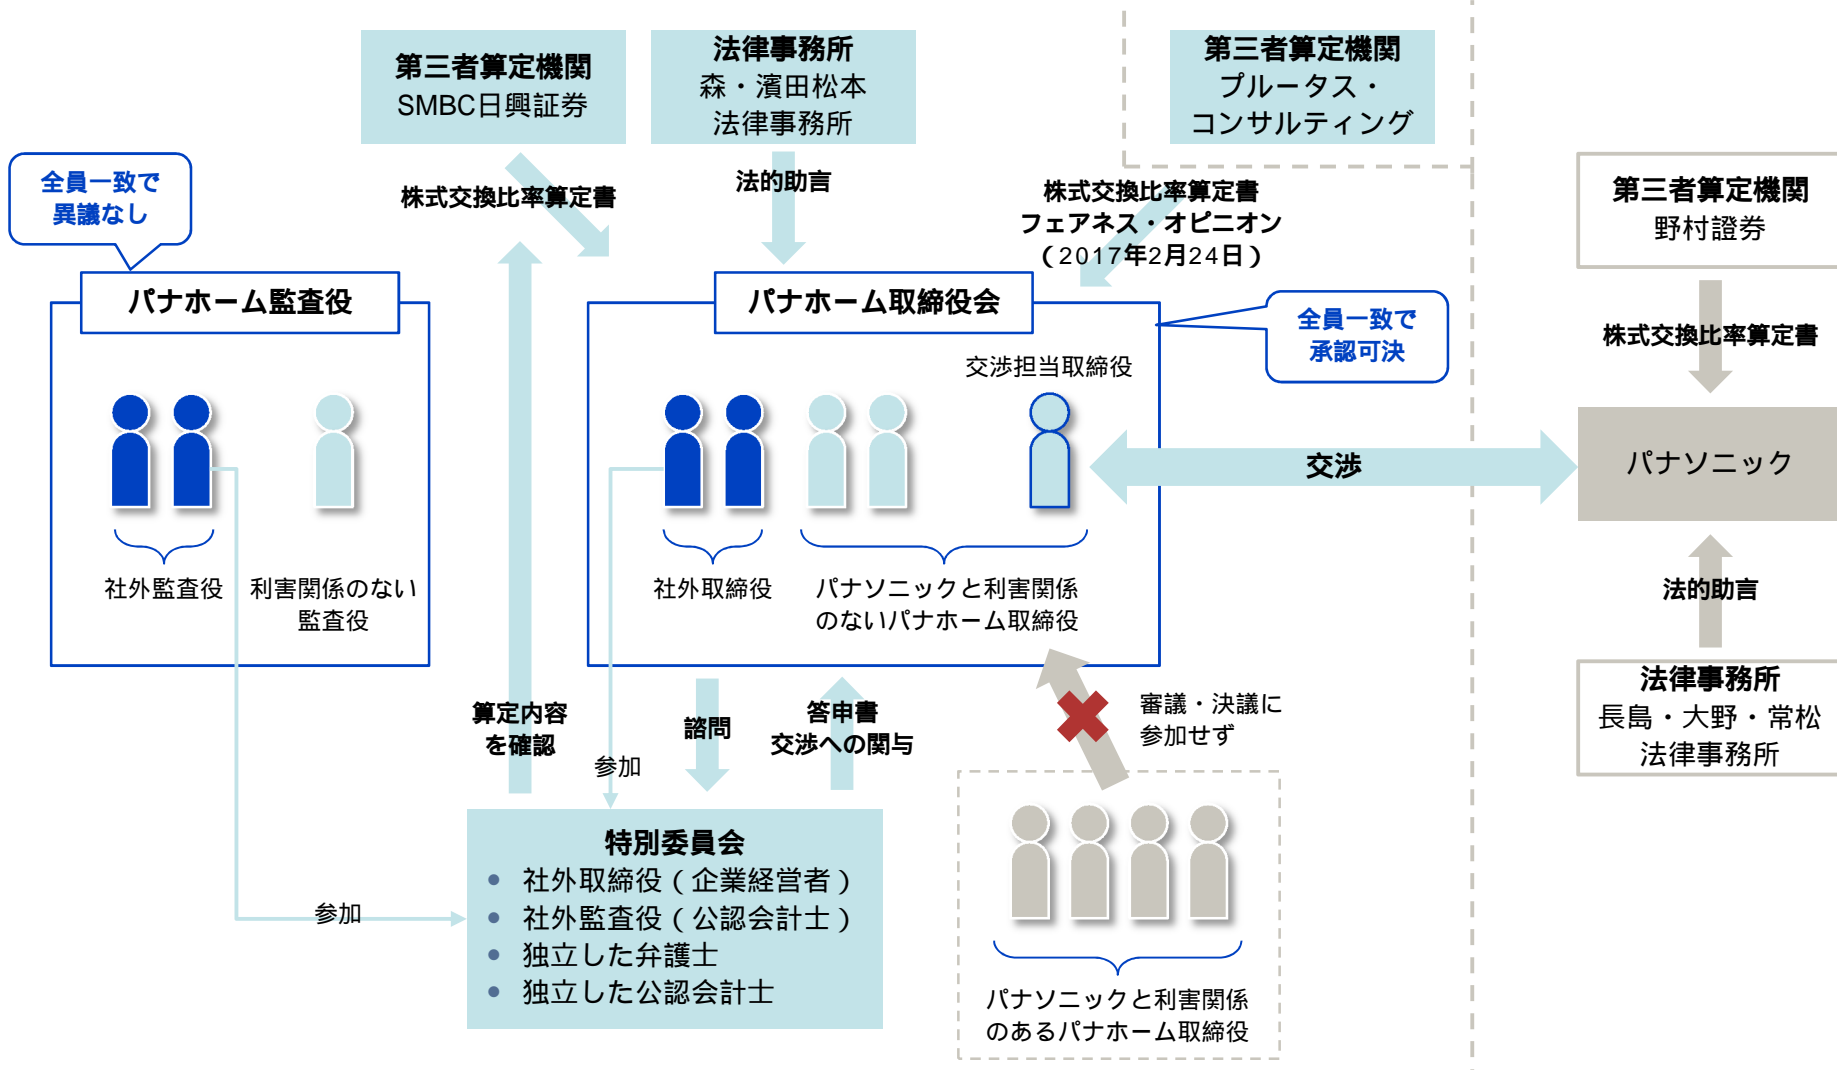 第三者算定機関
SMBC日興証券
法律事務所
森・濱田松本
法律事務所
第三者算定機関
プルータス・
コンサルティング
全員一致で
異議なし
株式交換比率算定書
法的助言
株式交換比率算定書
フェアネス・オピニオン
（2017年2月24日）
第三者算定機関
野村證券
パナホーム監査役
パナホーム取締役会
全員一致で
承認可決
株式交換比率算定書
交渉担当取締役
交渉
パナソニック
社外監査役
利害関係のない
監査役
社外取締役
パナソニックと利害関係
のないパナホーム取締役
法的助言
法律事務所
長島・大野・常松
法律事務所
算定内容
を確認
諮問
答申書
交渉への関与
審議・決議に
参加せず
参加
特別委員会
• 社外取締役（企業経営者）
• 社外監査役（公認会計士）
• 独立した弁護士
• 独立した公認会計士
参加
パナソニックと利害関係
のあるパナホーム取締役